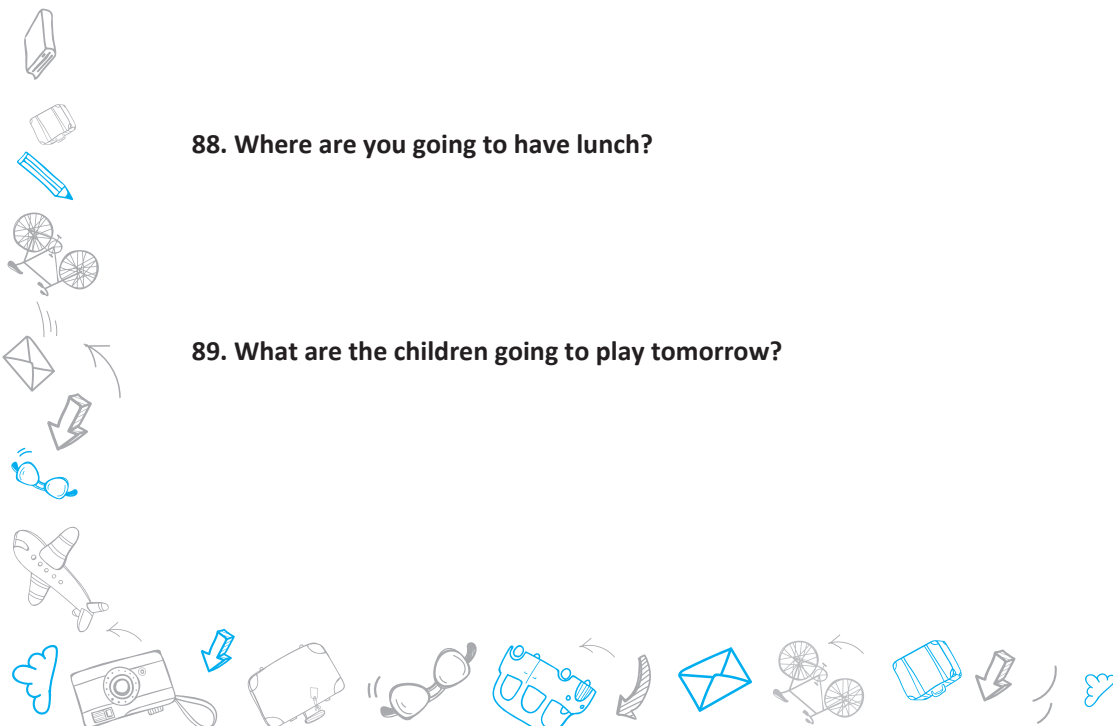 88. Where are you going to have lunch?
89. What are the children going to play tomorrow?